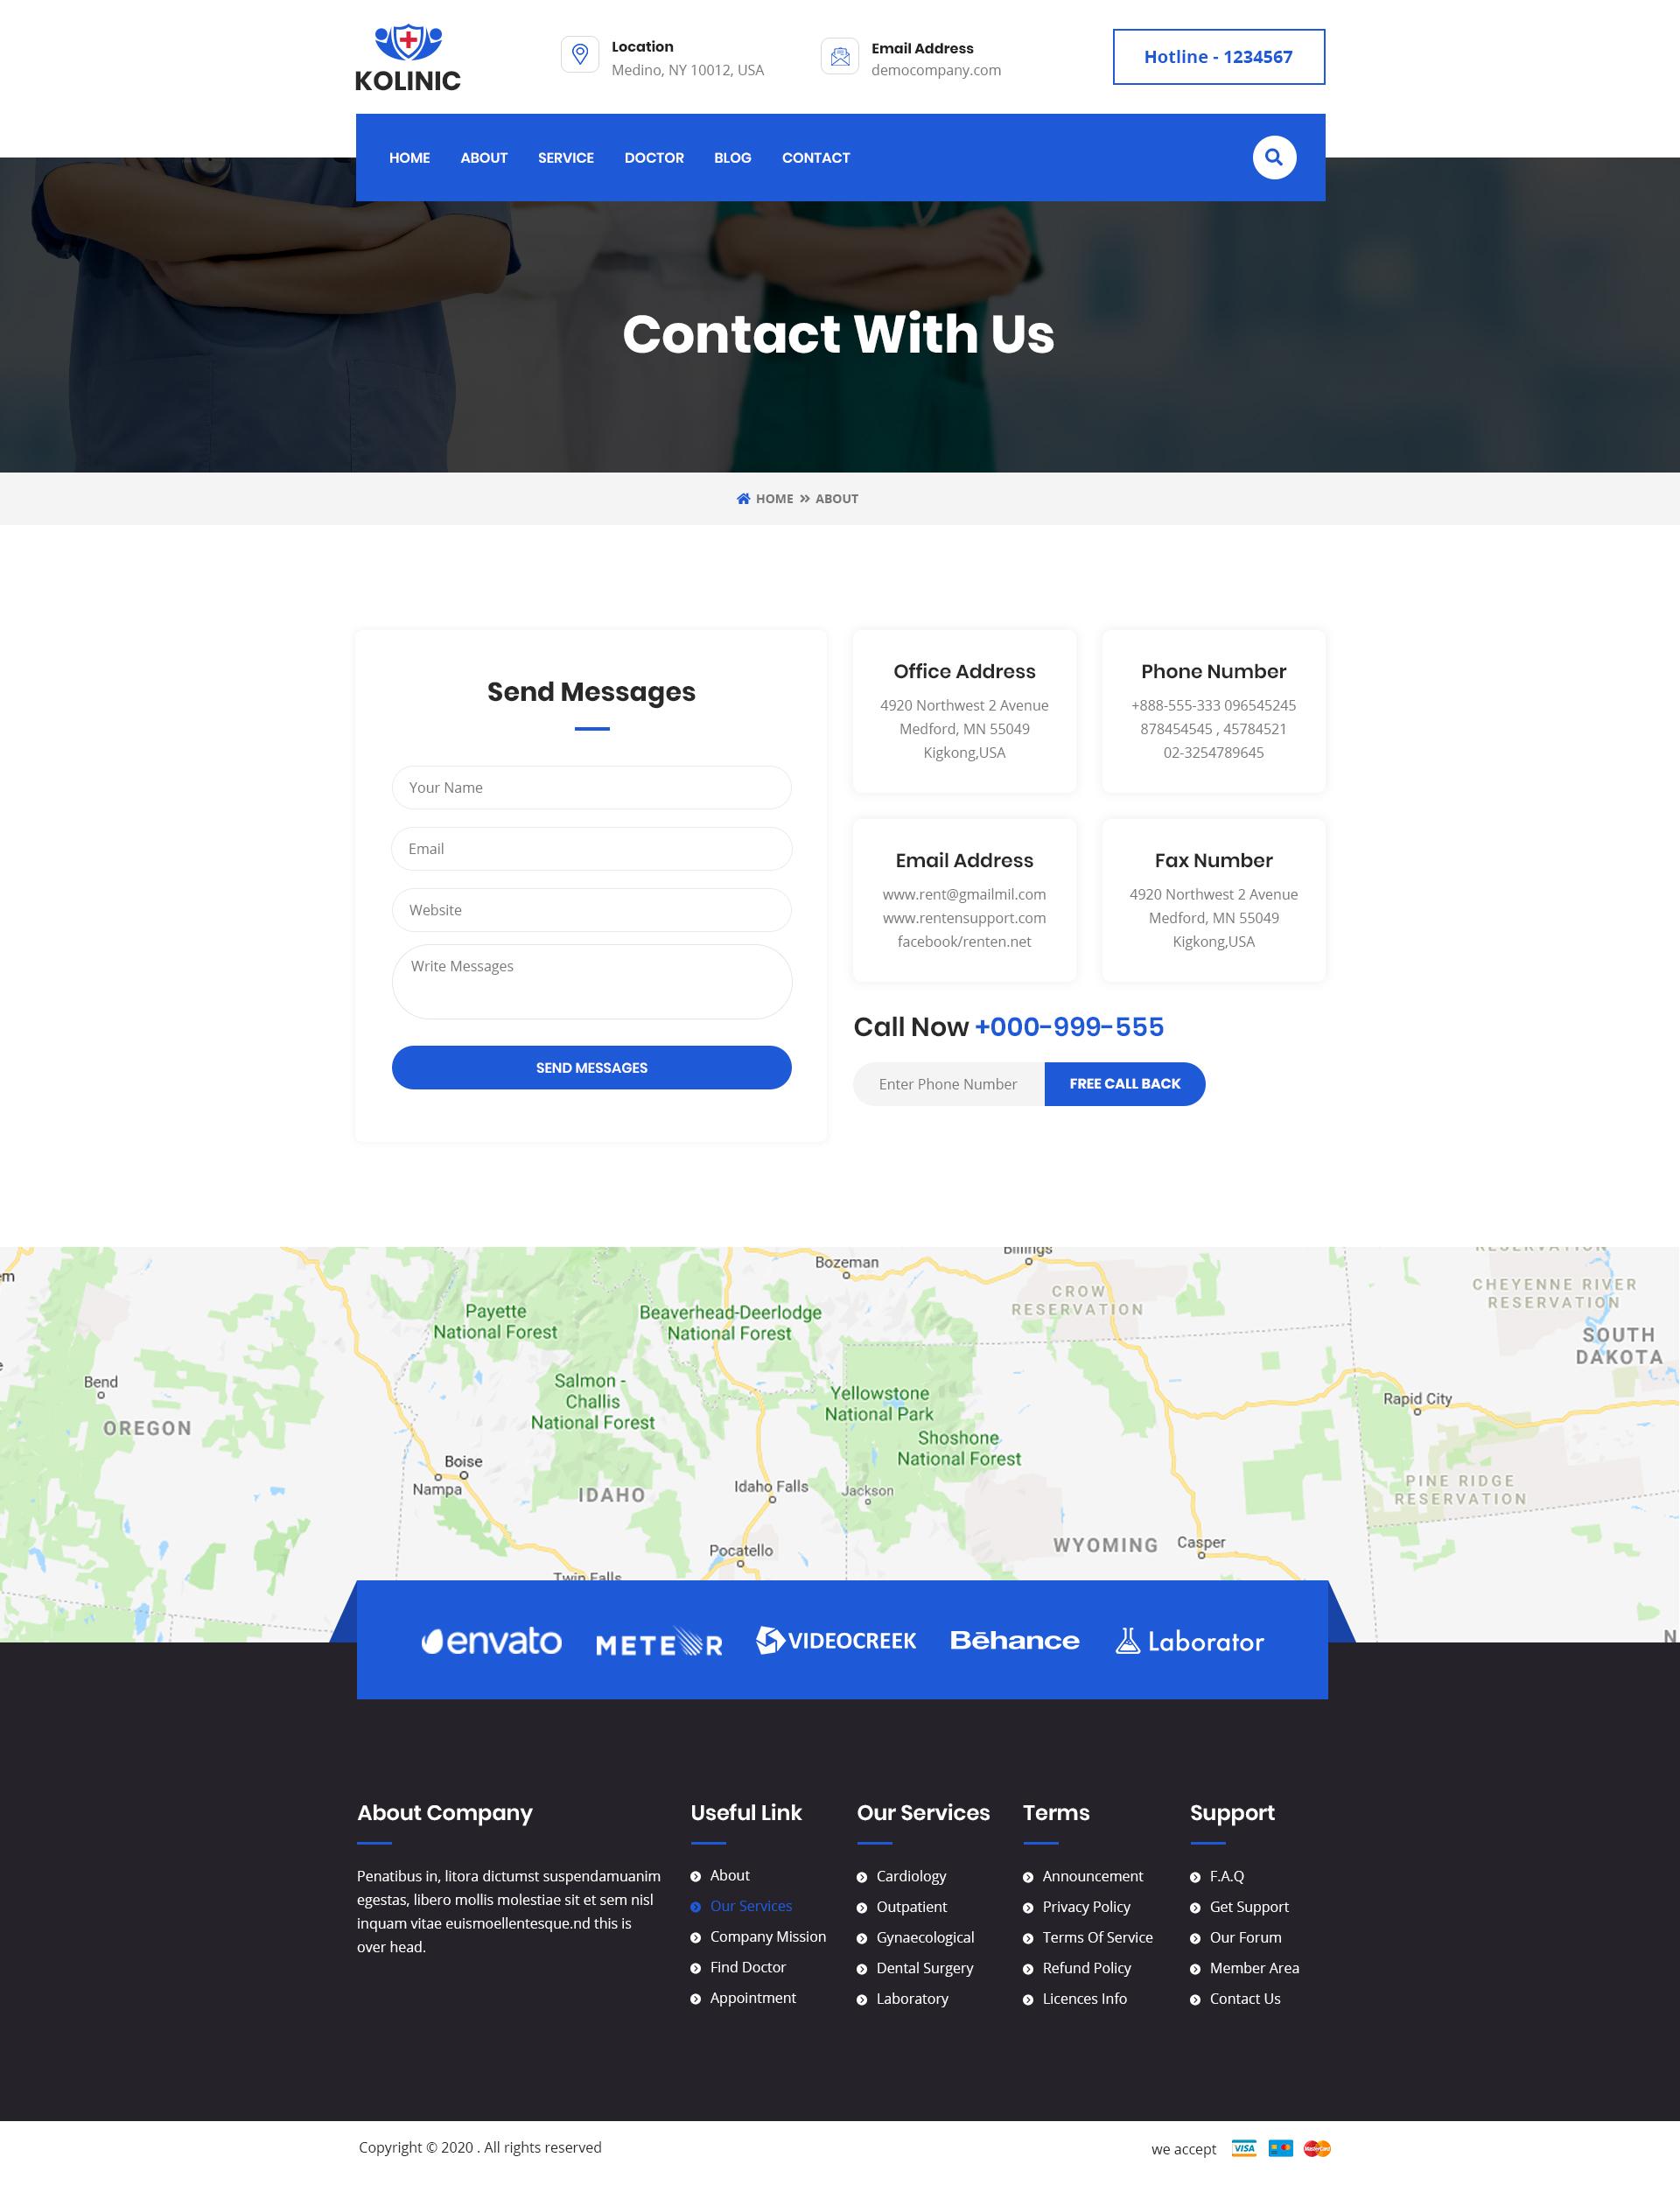 KOLINIC
Location
Medino, NY 10012, USA
Email Address
democompany.com
Hotline - 1234567
HOME ABOUT SERVICE DOCTOR BLOG CONTACT
Contact With Us
HOME » ABOUT
Send Messages
Your Name
Email
Website
Write Messages
SEND MESSAGES
Office Address
4920 Northwest 2 Avenue
Medford, MN 55049
Kigkong,USA
Phone Number
+888-555-333 096545245
878454545 , 45784521
02-3254789645
Email Address
www.rent@gmailmil.com
www.rentensupport.com
facebook/renten.net
Fax Number
4920 Northwest 2 Avenue
Medford, MN 55049
Kigkong,USA
Call Now +000-999-555
Enter Phone Number FREE CALL BACK
Billings
RESERVATION
Bozeman
em
CROW
RESERVATION
CHEYENNE RIVER
RESERVATION
Payette
National Forest
Beaverhead-Deerlodge
National Forest
SOUTH
DAKOTA
Bend
OREGON
Salmon -
Challis
National Forest
Yellowstone
National Park
Rapid City
Shoshone
National Forest
Boise
Nampa
IDAHO
Idaho Falls
Jackson
PINE RIDGE
RESERVATION
WYOMING
Casper
Pocatello
Twin Falls
N
envato
METEOR
VIDEOCREEK
Bēhance
Laborator
About Company
Penatibus in, litora dictumst suspendamuanim
egestas, libero mollis molestiae sit et sem nisl
inquam vitae euismoellentesque.nd this is
over head.
Useful Link
About
Our Services
Company Mission
Find Doctor
Appointment
Our Services
Cardiology
Outpatient
Gynaecological
Dental Surgery
Laboratory
Terms
Announcement
Privacy Policy
Terms Of Service
Refund Policy
Licences Info
Support
F.A.Q
Get Support
Our Forum
Member Area
Contact Us
Copyright © 2020 . All rights reserved
we accept VISA MasterCard